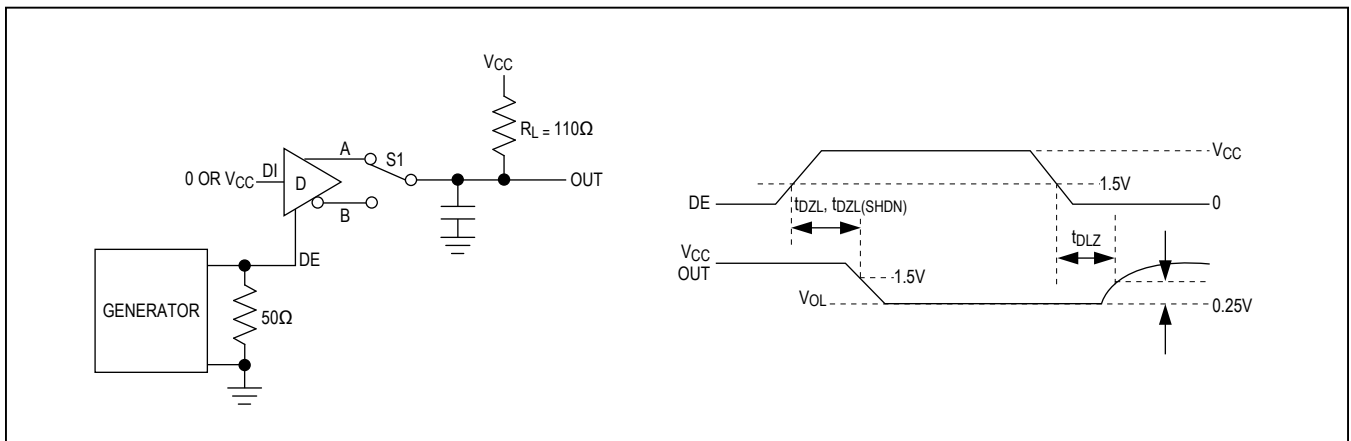 VCC
RL = 110Ω
A
S1
0 OR VCC
DI
D
OUT
B
DE
GENERATOR
50Ω
VCC
1.5V
DE
0
tDZL, tDZL(SHDN)
tDLZ
VCC
OUT
1.5V
VOL
0.25V